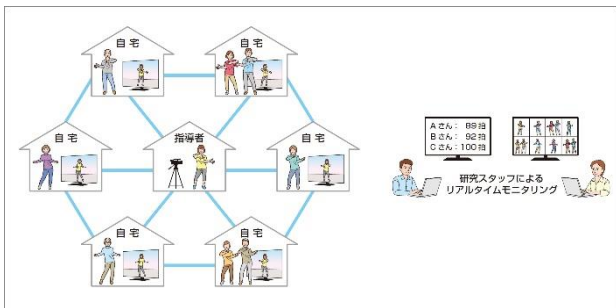 自宅
自宅
自宅
指導者
自宅
自宅
自宅
Aさん： 89拍
Bさん： 92拍
Cさん：100拍
研究スタッフによる
リアルタイムモニタリング